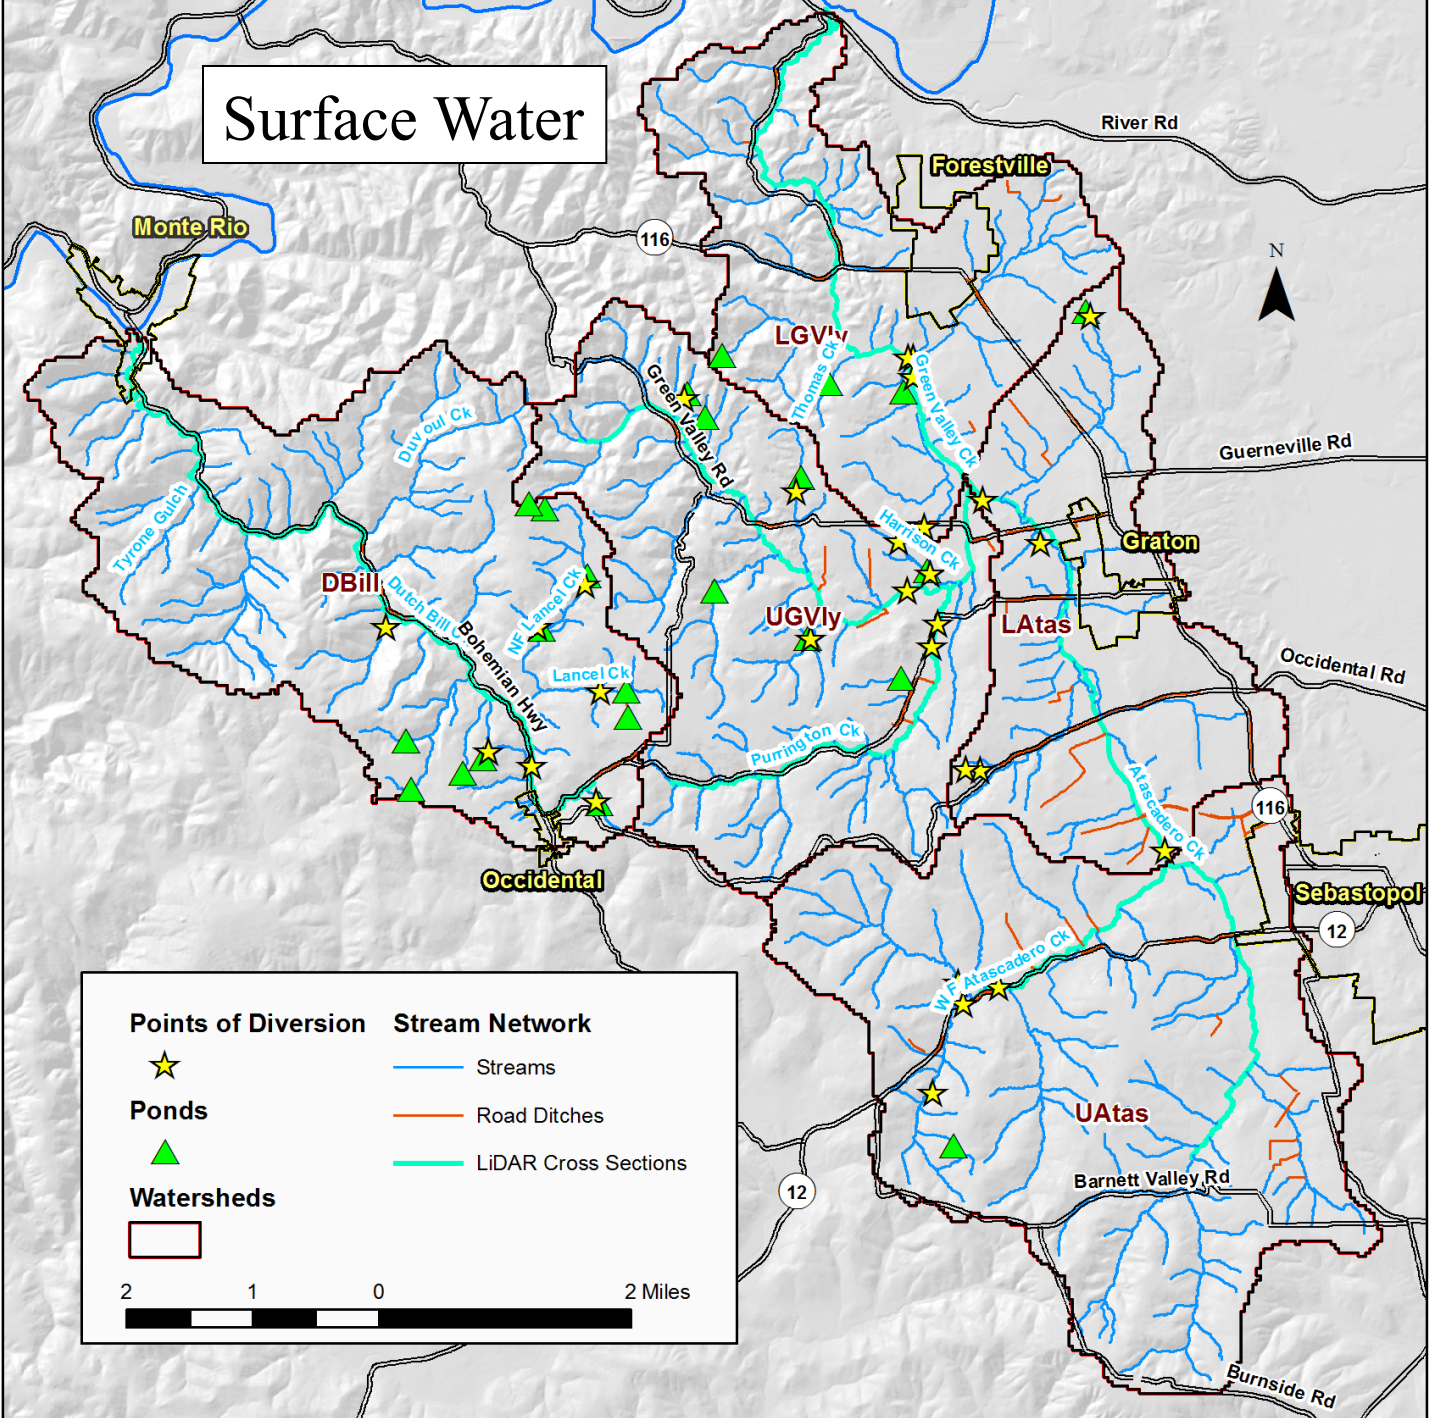 Surface Water
River Rd
Forestville
Monte Rio
116
N
LGVly
Thomas Ck
Green Valley Ck
Green Valley Rd
Duvoul Ck
Guerneville Rd
Tyrone Gulch
Harrison Ck
Graton
DBill
Dutch Bill C
NF Lancel Ck
Bohemian Hwy
UGVly
LAtas
Lancel Ck
Occidental Rd
Purrington Ck
Atascadero Ck
116
Occidental
Sebastopol
12
W F Atascadero Ck
UAtas
Barnett Valley Rd
12
Burnside Rd
Points of Diversion
Ponds
Watersheds
Stream Network
Streams
Road Ditches
LiDAR Cross Sections
2 1 0 2 Miles